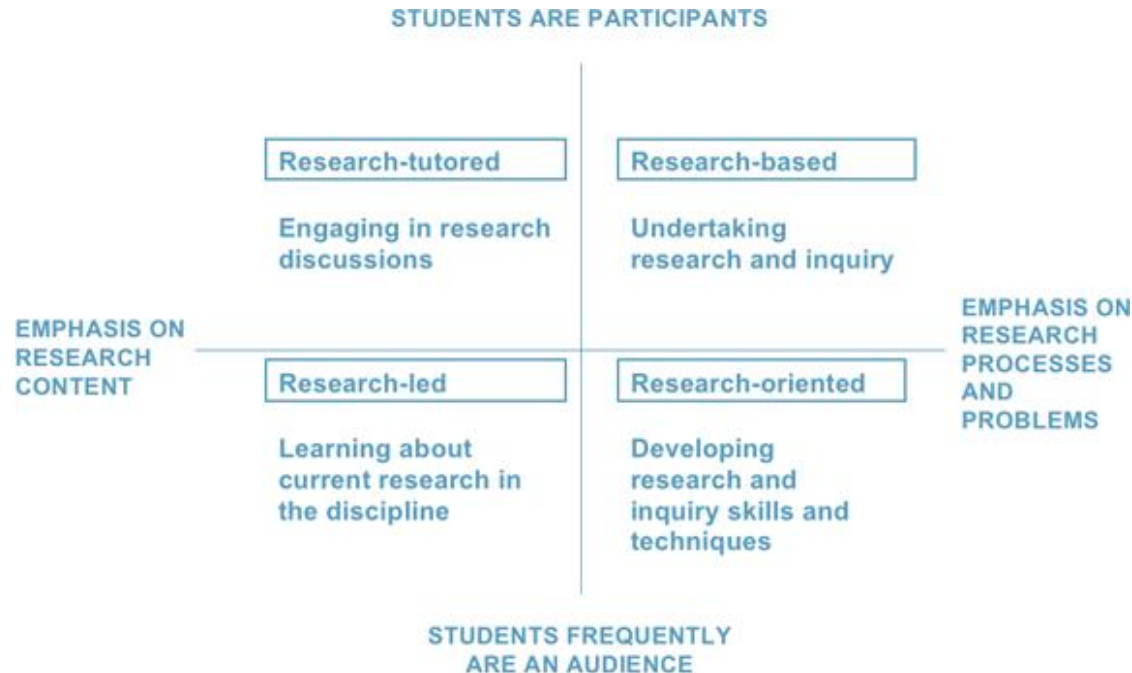 STUDENTS ARE PARTICIPANTS
Research-tutored
Engaging in research
discussions
Research-based
Undertaking
research and inquiry
EMPHASIS ON
RESEARCH
CONTENT
EMPHASIS ON
RESEARCH
PROCESSES
AND
PROBLEMS
Research-led
Learning about
current research in
the discipline
Research-oriented
Developing
research and
inquiry skills and
techniques
STUDENTS FREQUENTLY
ARE AN AUDIENCE